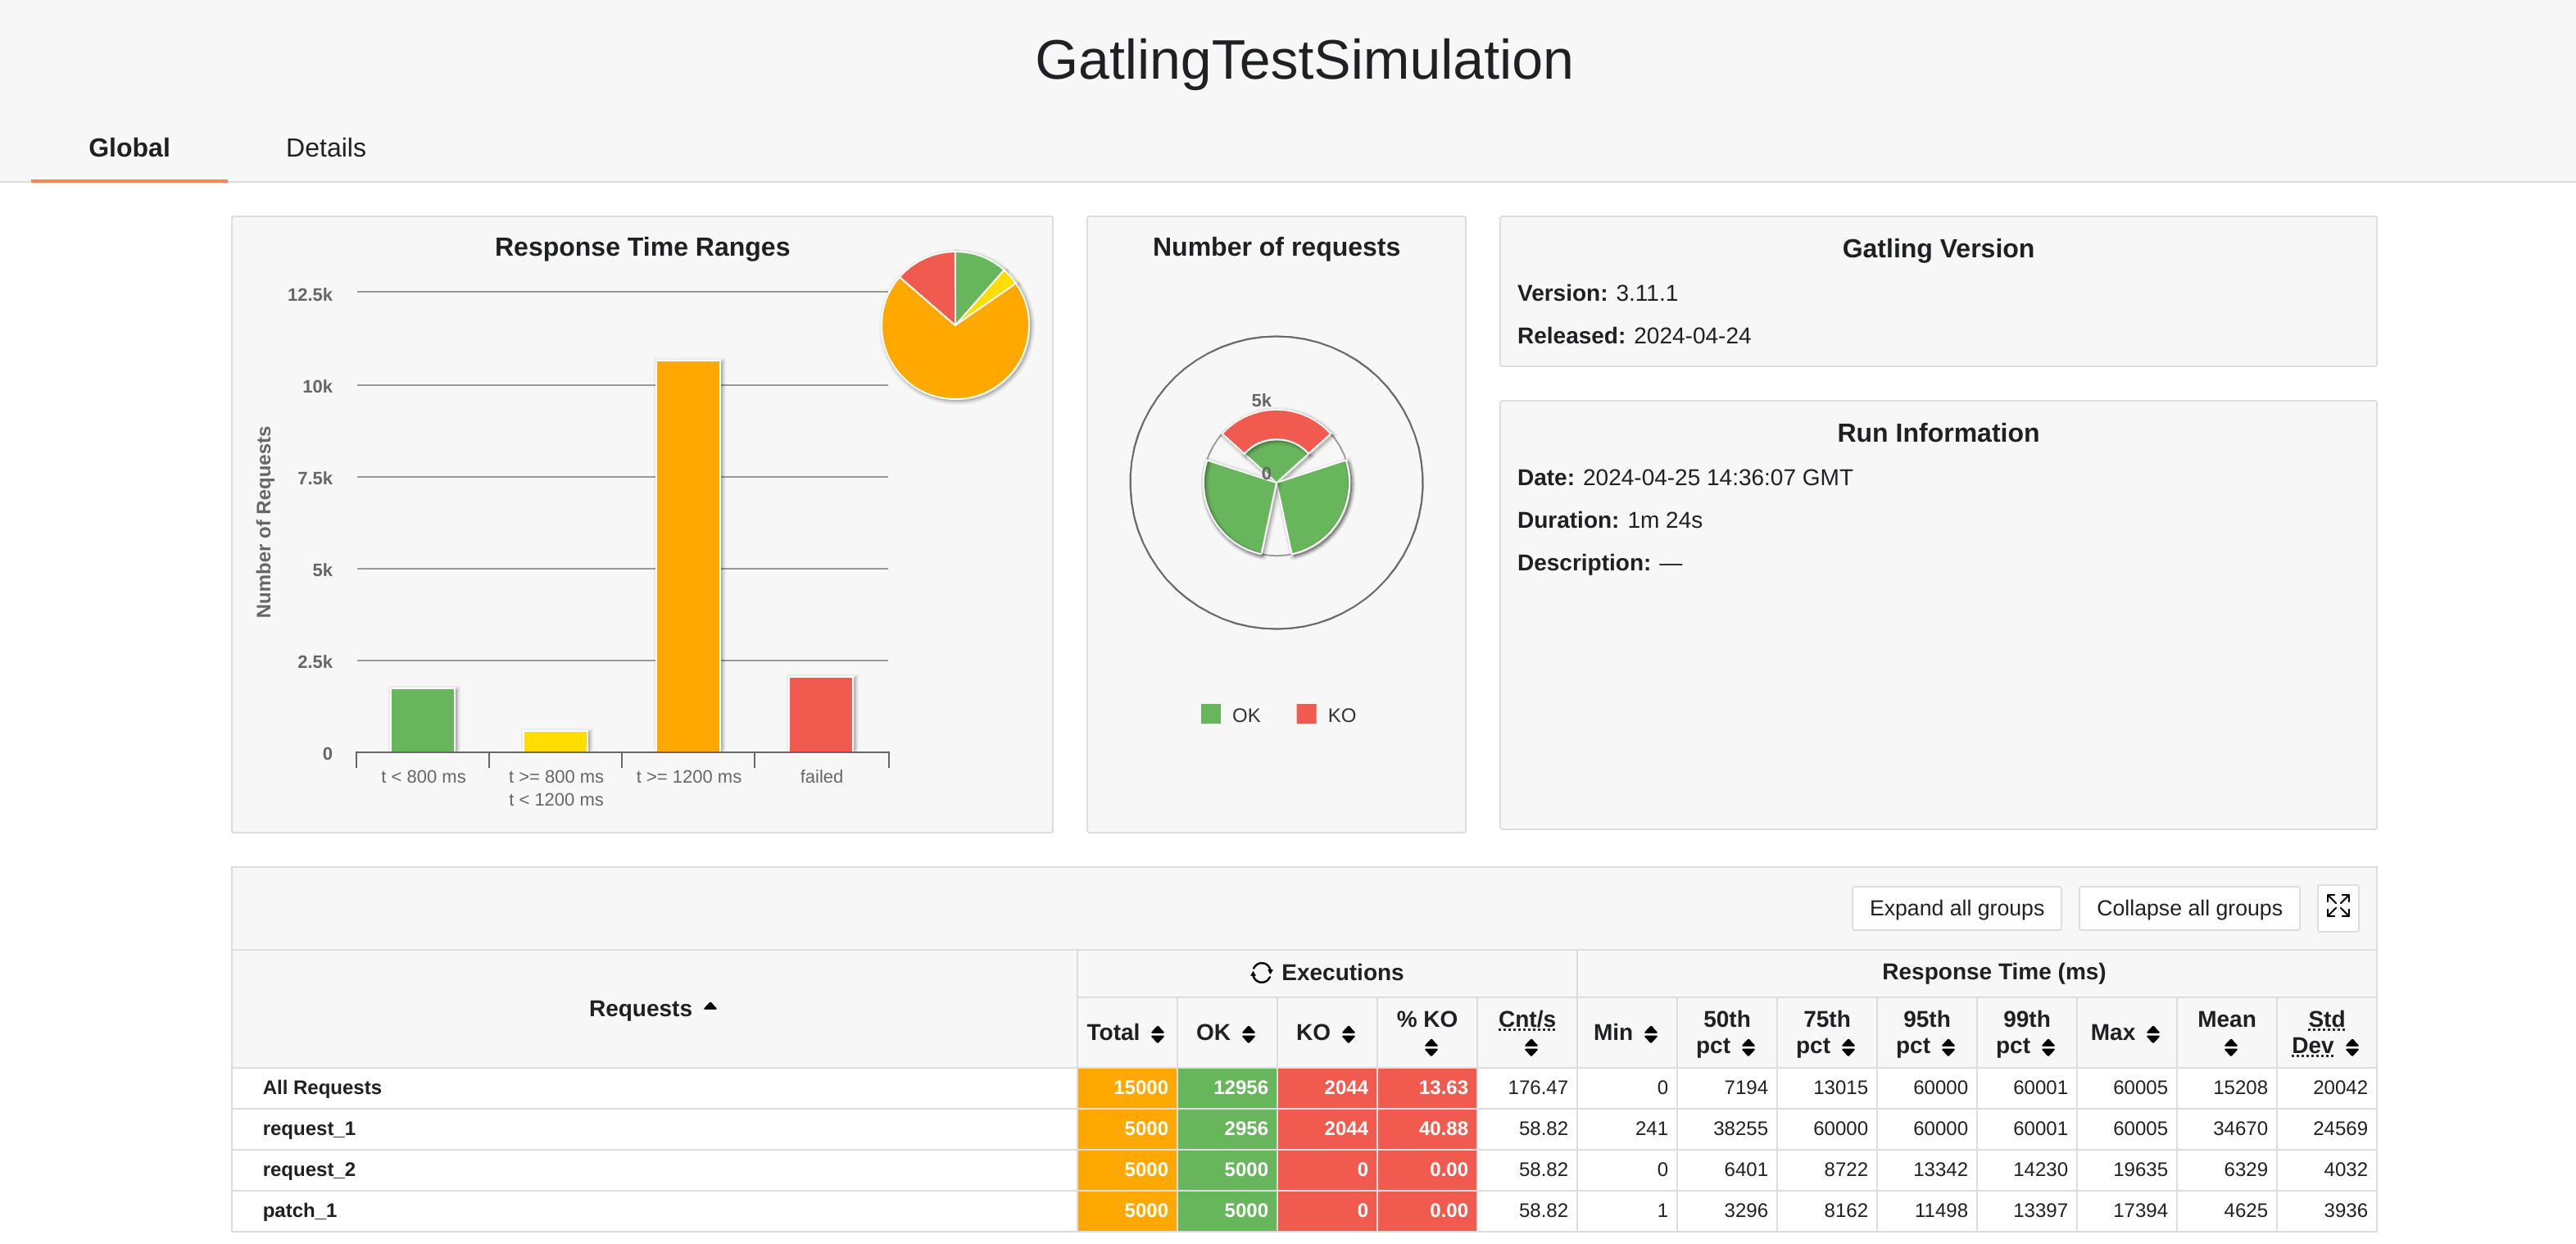 GatlingTestSimulation
Global
Details
Response Time Ranges
12.5k
10k
7.5k
5k
2.5k
0
Number of Requests
t < 800 ms
t >= 800 ms
t < 1200 ms
t >= 1200 ms
failed
Number of requests
5k
0
OK
KO
Gatling Version
Version: 3.11.1
Released: 2024-04-24
Run Information
Date: 2024-04-25 14:36:07 GMT
Duration: 1m 24s
Description: —
Expand all groups
Collapse all groups
Requests
Executions
Response Time (ms)
Total OK KO % KO Cnt/s Min 50th pct 75th pct 95th pct 99th pct Max Mean Std Dev
All Requests 15000 12956 2044 13.63 176.47 0 7194 13015 60000 60001 60005 15208 20042
request_1 5000 2956 2044 40.88 58.82 241 38255 60000 60000 60001 60005 34670 24569
request_2 5000 5000 0 0.00 58.82 0 6401 8722 13342 14230 19635 6329 4032
patch_1 5000 5000 0 0.00 58.82 1 3296 8162 11498 13397 17394 4625 3936